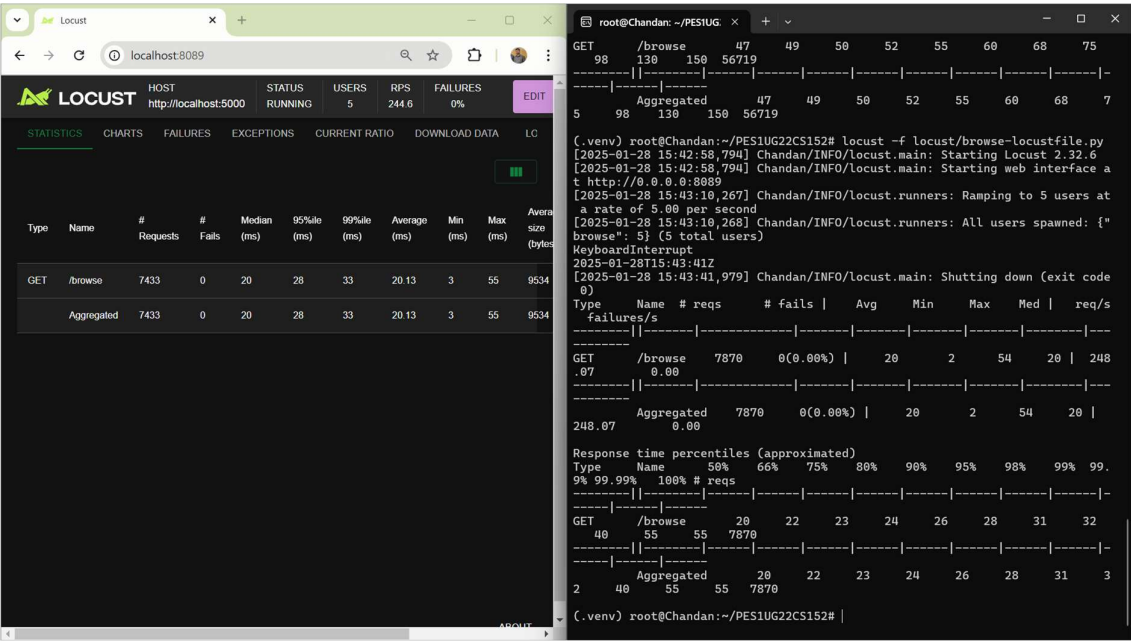 Locust
localhost:8089
LOCUST
HOST
http://localhost:5000
STATUS
RUNNING
USERS
5
RPS
244.6
FAILURES
0%
EDIT
STATISTICS CHARTS FAILURES EXCEPTIONS CURRENT RATIO DOWNLOAD DATA LO
Type Name # Requests # Fails Median (ms) 95%ile (ms) 99%ile (ms) Average (ms) Min (ms) Max (ms) Avera size (bytes
GET /browse 7433 0 20 28 33 20.13 3 55 9534
Aggregated 7433 0 20 28 33 20.13 3 55 9534
ABOUT
root@Chandan: ~/PES1UG
GET /browse 47 49 50 52 55 60 68 75
98 130 150 56719
--------||--------|------|------|------|------|------|------|------|-
-----|------|------
Aggregated 47 49 50 52 55 60 68 7
5 98 130 150 56719
(.venv) root@Chandan:~/PES1UG22CS152# locust -f locust/browse-locustfile.py
[2025-01-28 15:42:58,794] Chandan/INFO/locust.main: Starting Locust 2.32.6
[2025-01-28 15:42:58,794] Chandan/INFO/locust.main: Starting web interface a
t http://0.0.0.0:8089
[2025-01-28 15:43:10,267] Chandan/INFO/locust.runners: Ramping to 5 users at
a rate of 5.00 per second
[2025-01-28 15:43:10,268] Chandan/INFO/locust.runners: All users spawned: {"
browse": 5} (5 total users)
KeyboardInterrupt
2025-01-28T15:43:41Z
[2025-01-28 15:43:41,979] Chandan/INFO/locust.main: Shutting down (exit code
0)
Type Name # reqs # fails | Avg Min Max Med | req/s
failures/s
--------||-------|-------------|-------|-------|-------|-------|--------|---
--------
GET /browse 7870 0(0.00%) | 20 2 54 20 | 248
.07 0.00
--------||-------|-------------|-------|-------|-------|-------|--------|---
--------
Aggregated 7870 0(0.00%) | 20 2 54 20 |
248.07 0.00
Response time percentiles (approximated)
Type Name 50% 66% 75% 80% 90% 95% 98% 99% 99.
9% 99.99% 100% # reqs
--------||--------|------|------|------|------|------|------|------|-
-----|------|------
GET /browse 20 22 23 24 26 28 31 32
40 55 55 7870
--------||--------|------|------|------|------|------|------|------|-
-----|------|------
Aggregated 20 22 23 24 26 28 31 3
2 40 55 55 7870
(.venv) root@Chandan:~/PES1UG22CS152#